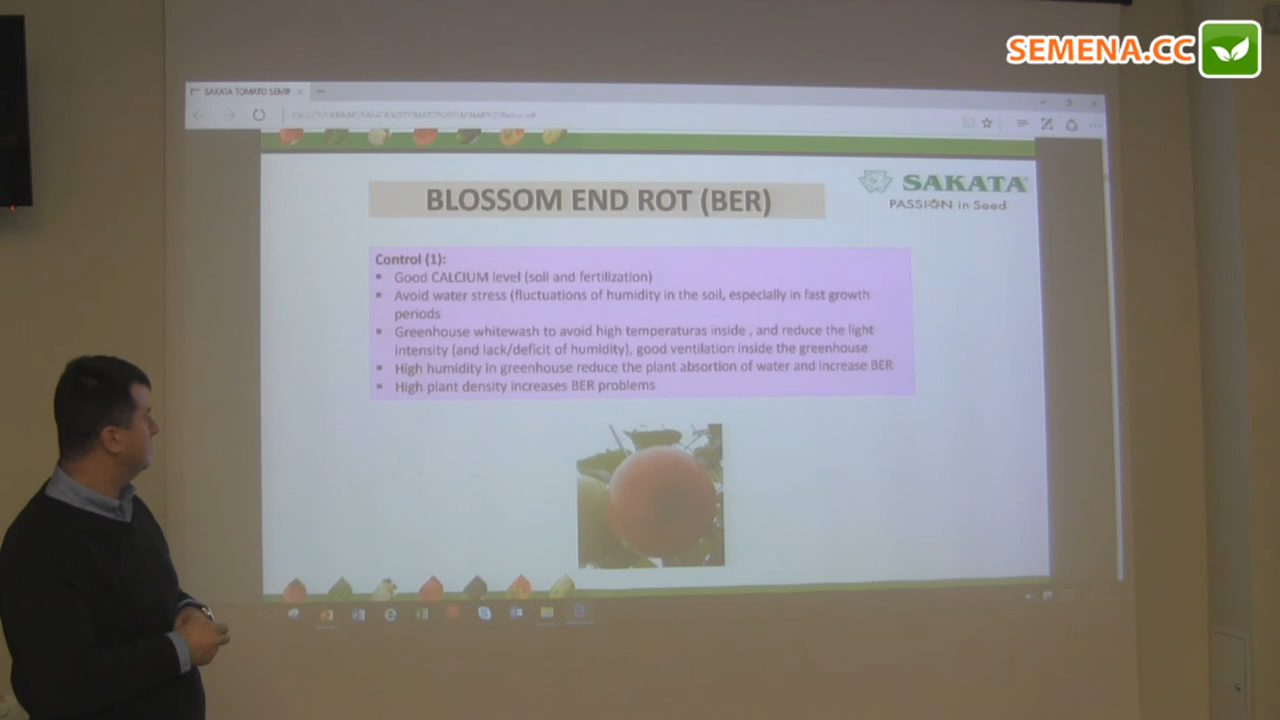 SEMENA.CC
SAKATA TOMATO SEMI
BLOSSOM END ROT (BER)
SAKATA
PASSION in Seed
Control (1):
▪ Good CALCIUM level (soil and fertilization)
▪ Avoid water stress (fluctuations of humidity in the soil, especially in fast growth
periods
▪ Greenhouse whitewash to avoid high temperaturas inside , and reduce the light
intensity (and lack/deficit of humidity), good ventilation inside the greenhouse
▪ High humidity in greenhouse reduce the plant absortion of water and increase BER
▪ High plant density increases BER problems